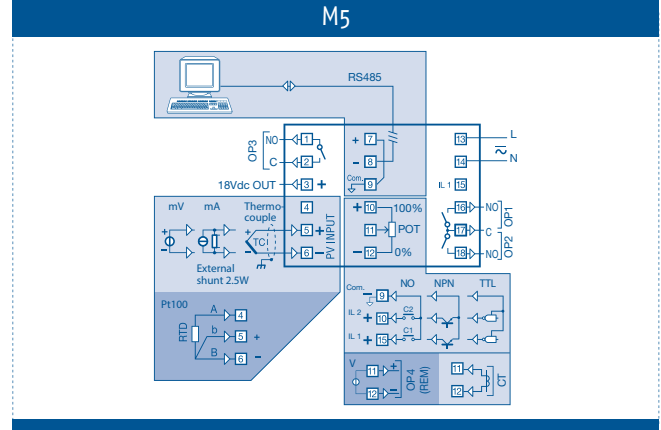 M5
RS485
OP3
NO 1
C 2
18Vdc OUT 3 +
+ 7
- 8
Com. 9
13 L
14 N
IL 1 15
16 NO
17 C
18 NO
OP1
OP2
mV mA Thermo-
couple
4
+ + 5 +
- - 6 -
TC
PV INPUT
External
shunt 2.5W
+ 10 100%
11 POT
- 12 0%
Pt100
RTD
A 4
b 5 +
B 6 -
NO NPN TTL
Com. - 9
IL 2 + 10 C2
IL 1 + 15 C1
V
11 +
12 -
OP4
(REM)
11
12
CT